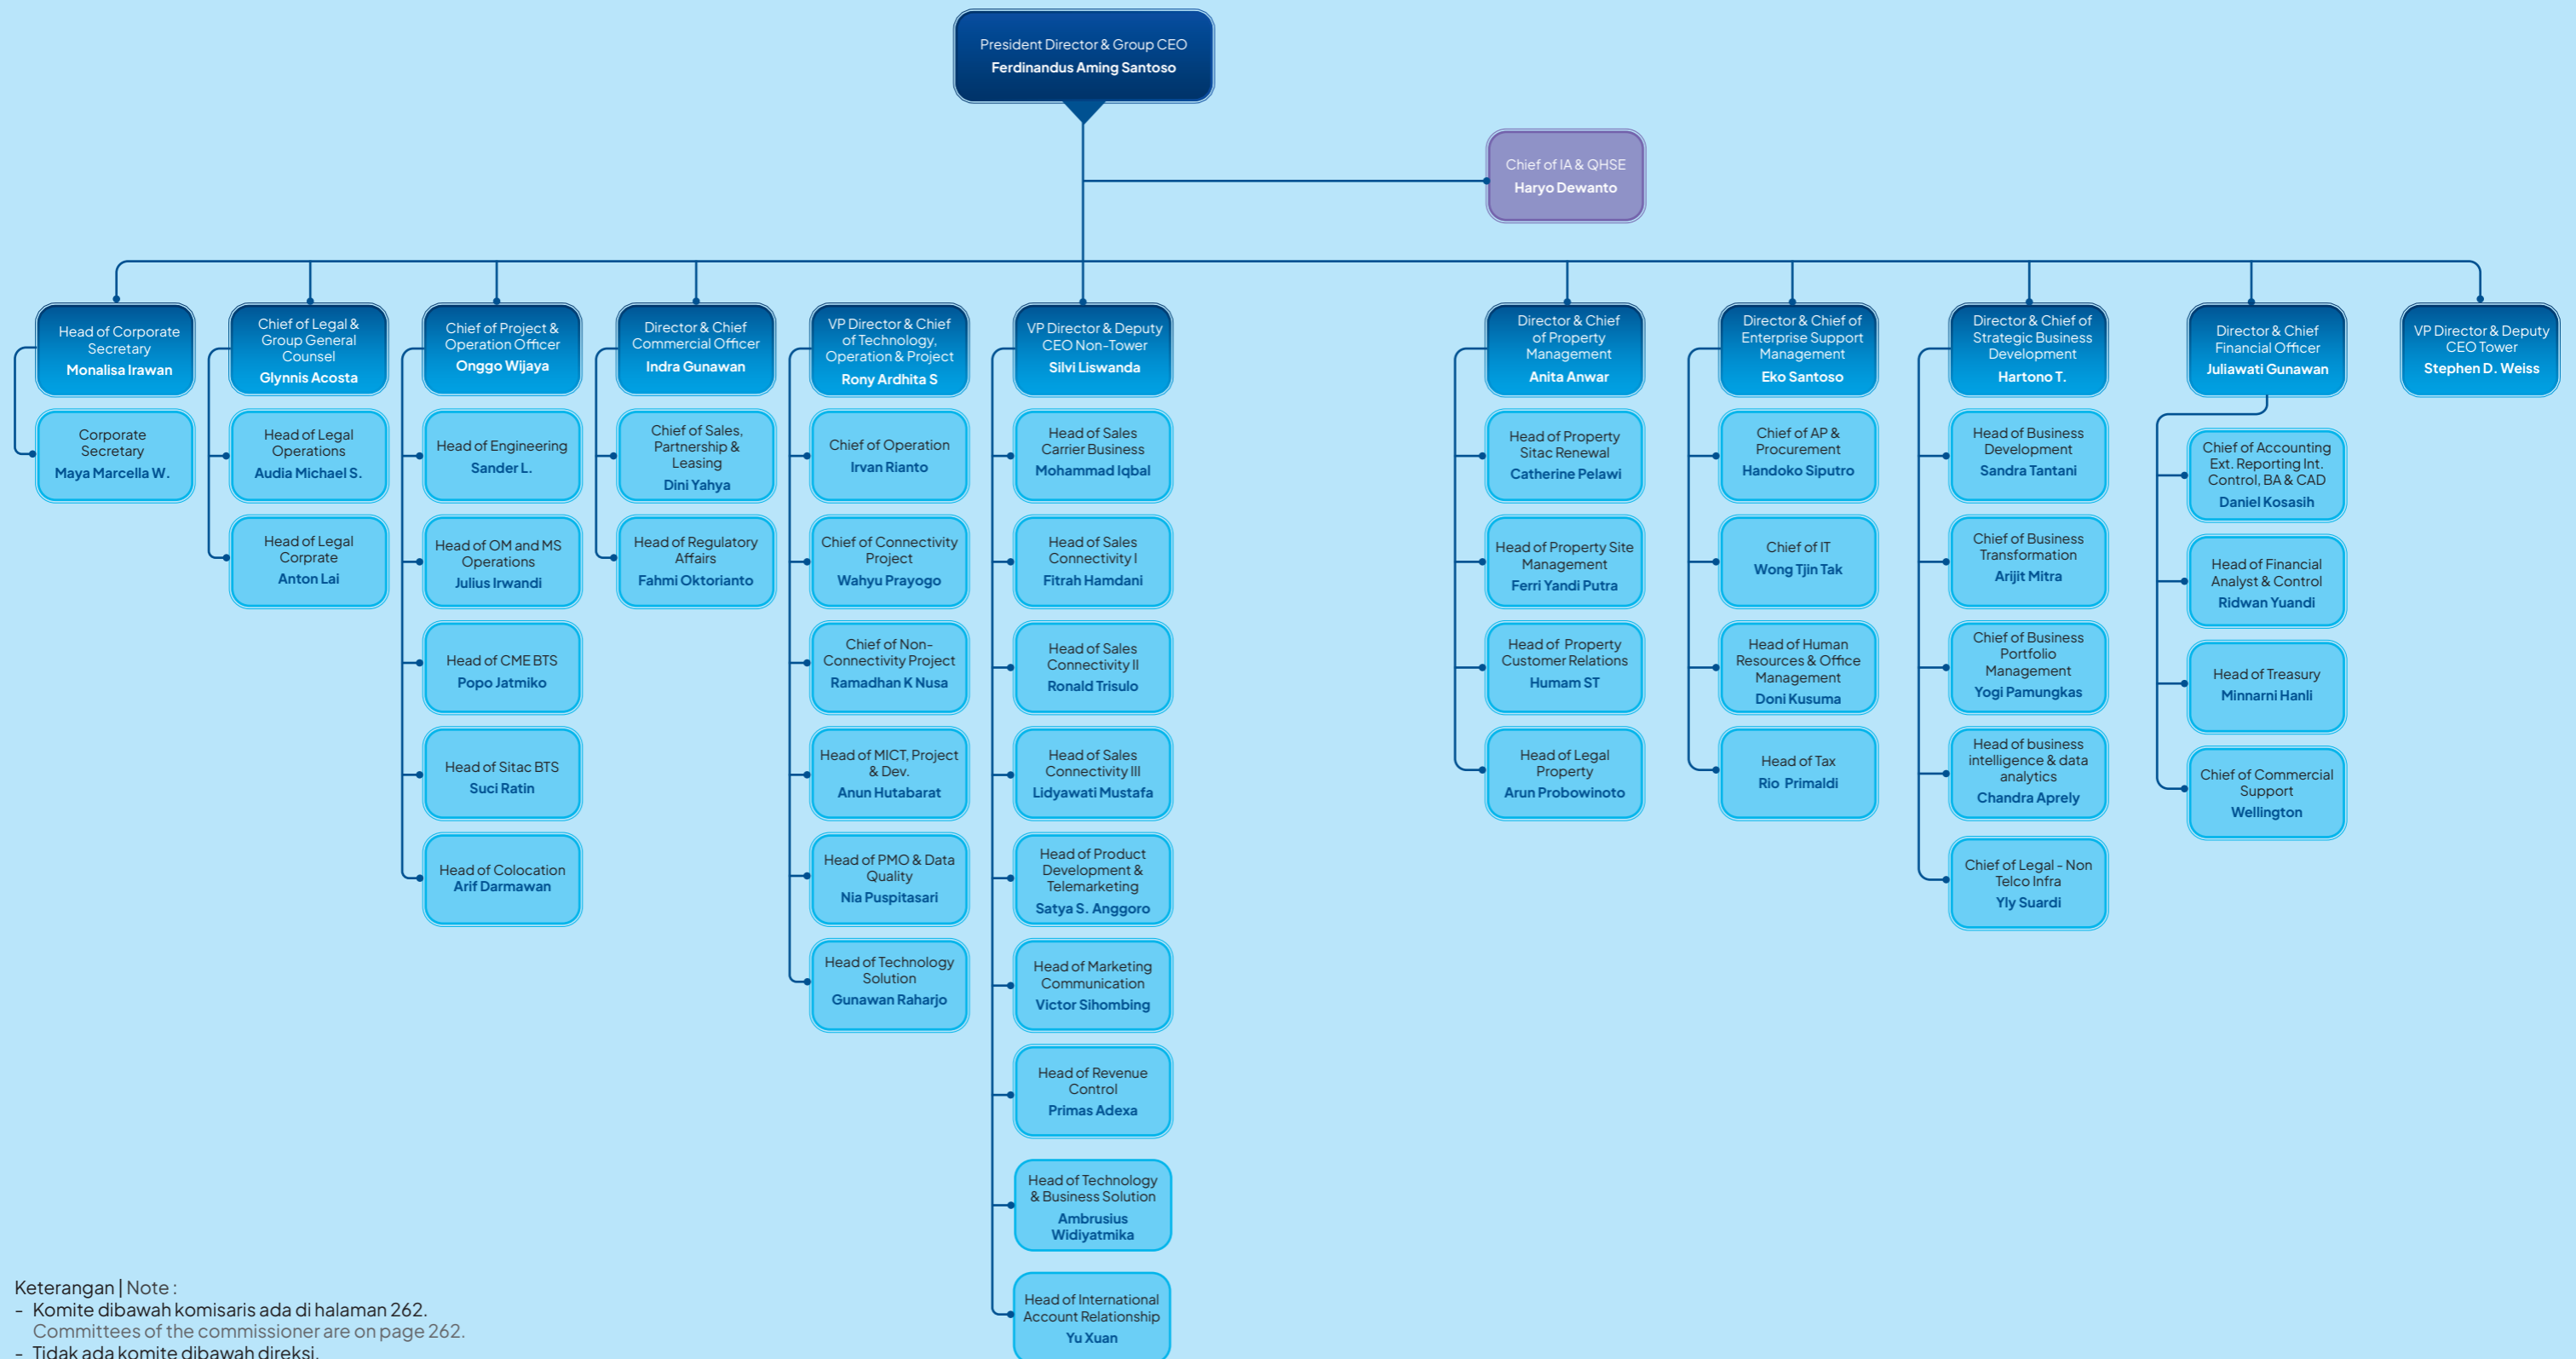 President Director & Group CEO
Ferdinandus Aming Santoso
Chief of IA & QHSE
Haryo Dewanto
Head of Corporate
Secretary
Monalisa Irawan
Corporate
Secretary
Maya Marcella W.
Chief of Legal &
Group General
Counsel
Glynnis Acosta
Head of Legal
Operations
Audia Michael S.
Head of Legal
Corprate
Anton Lai
Chief of Project &
Operation Officer
Onggo Wijaya
Head of Engineering
Sander L.
Head of OM and MS
Operations
Julius Irwandi
Head of CME BTS
Popo Jatmiko
Head of Sitac BTS
Suci Ratin
Head of Colocation
Arif Darmawan
Director & Chief
Commercial Officer
Indra Gunawan
Chief of Sales,
Partnership &
Leasing
Dini Yahya
Head of Regulatory
Affairs
Fahmi Oktorianto
VP Director & Chief
of Technology,
Operation & Project
Rony Ardhita S
Chief of Operation
Irvan Rianto
Chief of Connectivity
Project
Wahyu Prayogo
Chief of Non-
Connectivity Project
Ramadhan K Nusa
Head of MICT, Project
& Dev.
Anun Hutabarat
Head of PMO & Data
Quality
Nia Puspitasari
Head of Technology
Solution
Gunawan Raharjo
VP Director & Deputy
CEO Non-Tower
Silvi Liswanda
Head of Sales
Carrier Business
Mohammad Iqbal
Head of Sales
Connectivity I
Fitrah Hamdani
Head of Sales
Connectivity II
Ronald Trisulo
Head of Sales
Connectivity III
Lidyawati Mustafa
Head of Product
Development &
Telemarketing
Satya S. Anggoro
Head of Marketing
Communication
Victor Sihombing
Head of Revenue
Control
Primas Adexa
Head of Technology
& Business Solution
Ambrusius
Widiyatmika
Head of International
Account Relationship
Yu Xuan
Director & Chief
of Property
Management
Anita Anwar
Head of Property
Sitac Renewal
Catherine Pelawi
Head of Property Site
Management
Ferri Yandi Putra
Head of Property
Customer Relations
Humam ST
Head of Legal
Property
Arun Probowinoto
Director & Chief of
Enterprise Support
Management
Eko Santoso
Chief of AP &
Procurement
Handoko Siputro
Chief of IT
Wong Tjin Tak
Head of Human
Resources & Office
Management
Doni Kusuma
Head of Tax
Rio Primaldi
Director & Chief of
Strategic Business
Development
Hartono T.
Head of Business
Development
Sandra Tantani
Chief of Business
Transformation
Arijit Mitra
Chief of Business
Portfolio
Management
Yogi Pamungkas
Head of business
intelligence & data
analytics
Chandra Aprely
Chief of Legal - Non
Telco Infra
Yly Suardi
Director & Chief
Financial Officer
Juliawati Gunawan
Chief of Accounting
Ext. Reporting Int.
Control, BA & CAD
Daniel Kosasih
Head of Financial
Analyst & Control
Ridwan Yuandi
Head of Treasury
Minnarni Hanli
Chief of Commercial
Support
Wellington
VP Director & Deputy
CEO Tower
Stephen D. Weiss
Keterangan | Note :
- Komite dibawah komisaris ada di halaman 262.
Committees of the commissioner are on page 262.
- Tidak ada komite dibawah direksi.